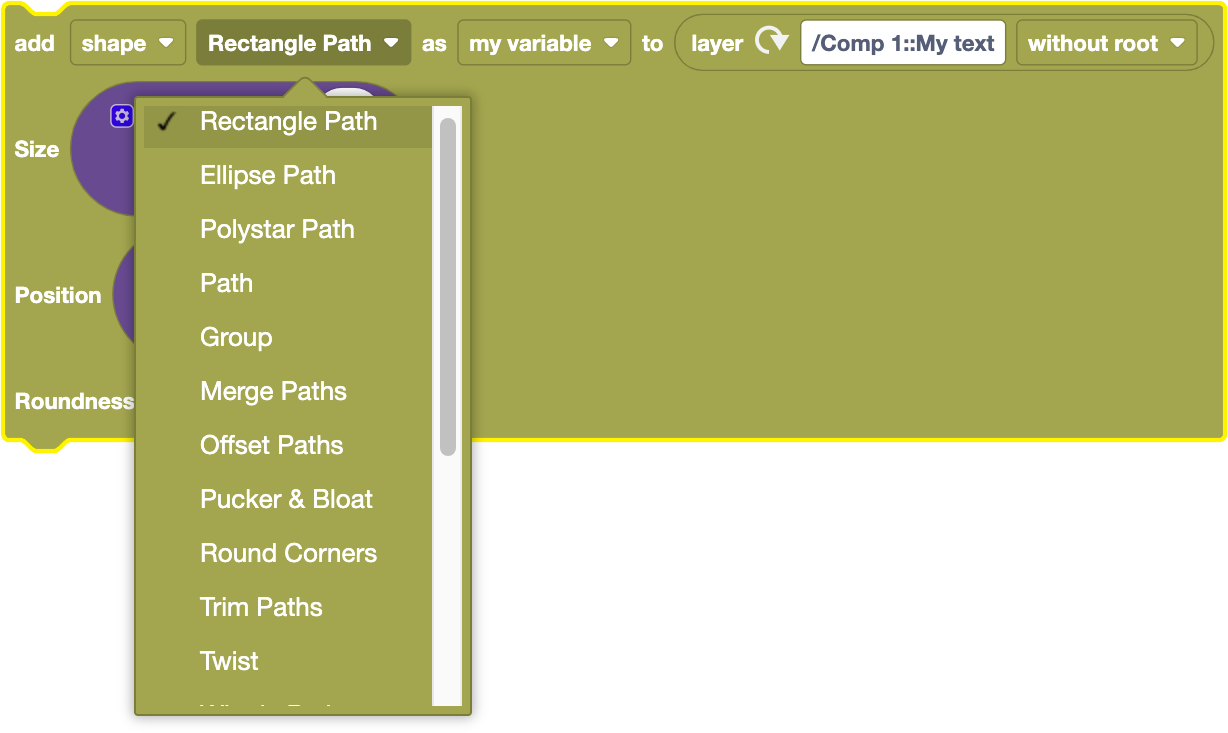 add shape Rectangle Path as my variable to layer /Comp 1::My text without root
Size
Position
Roundness
Rectangle Path
Ellipse Path
Polystar Path
Path
Group
Merge Paths
Offset Paths
Pucker & Bloat
Round Corners
Trim Paths
Twist